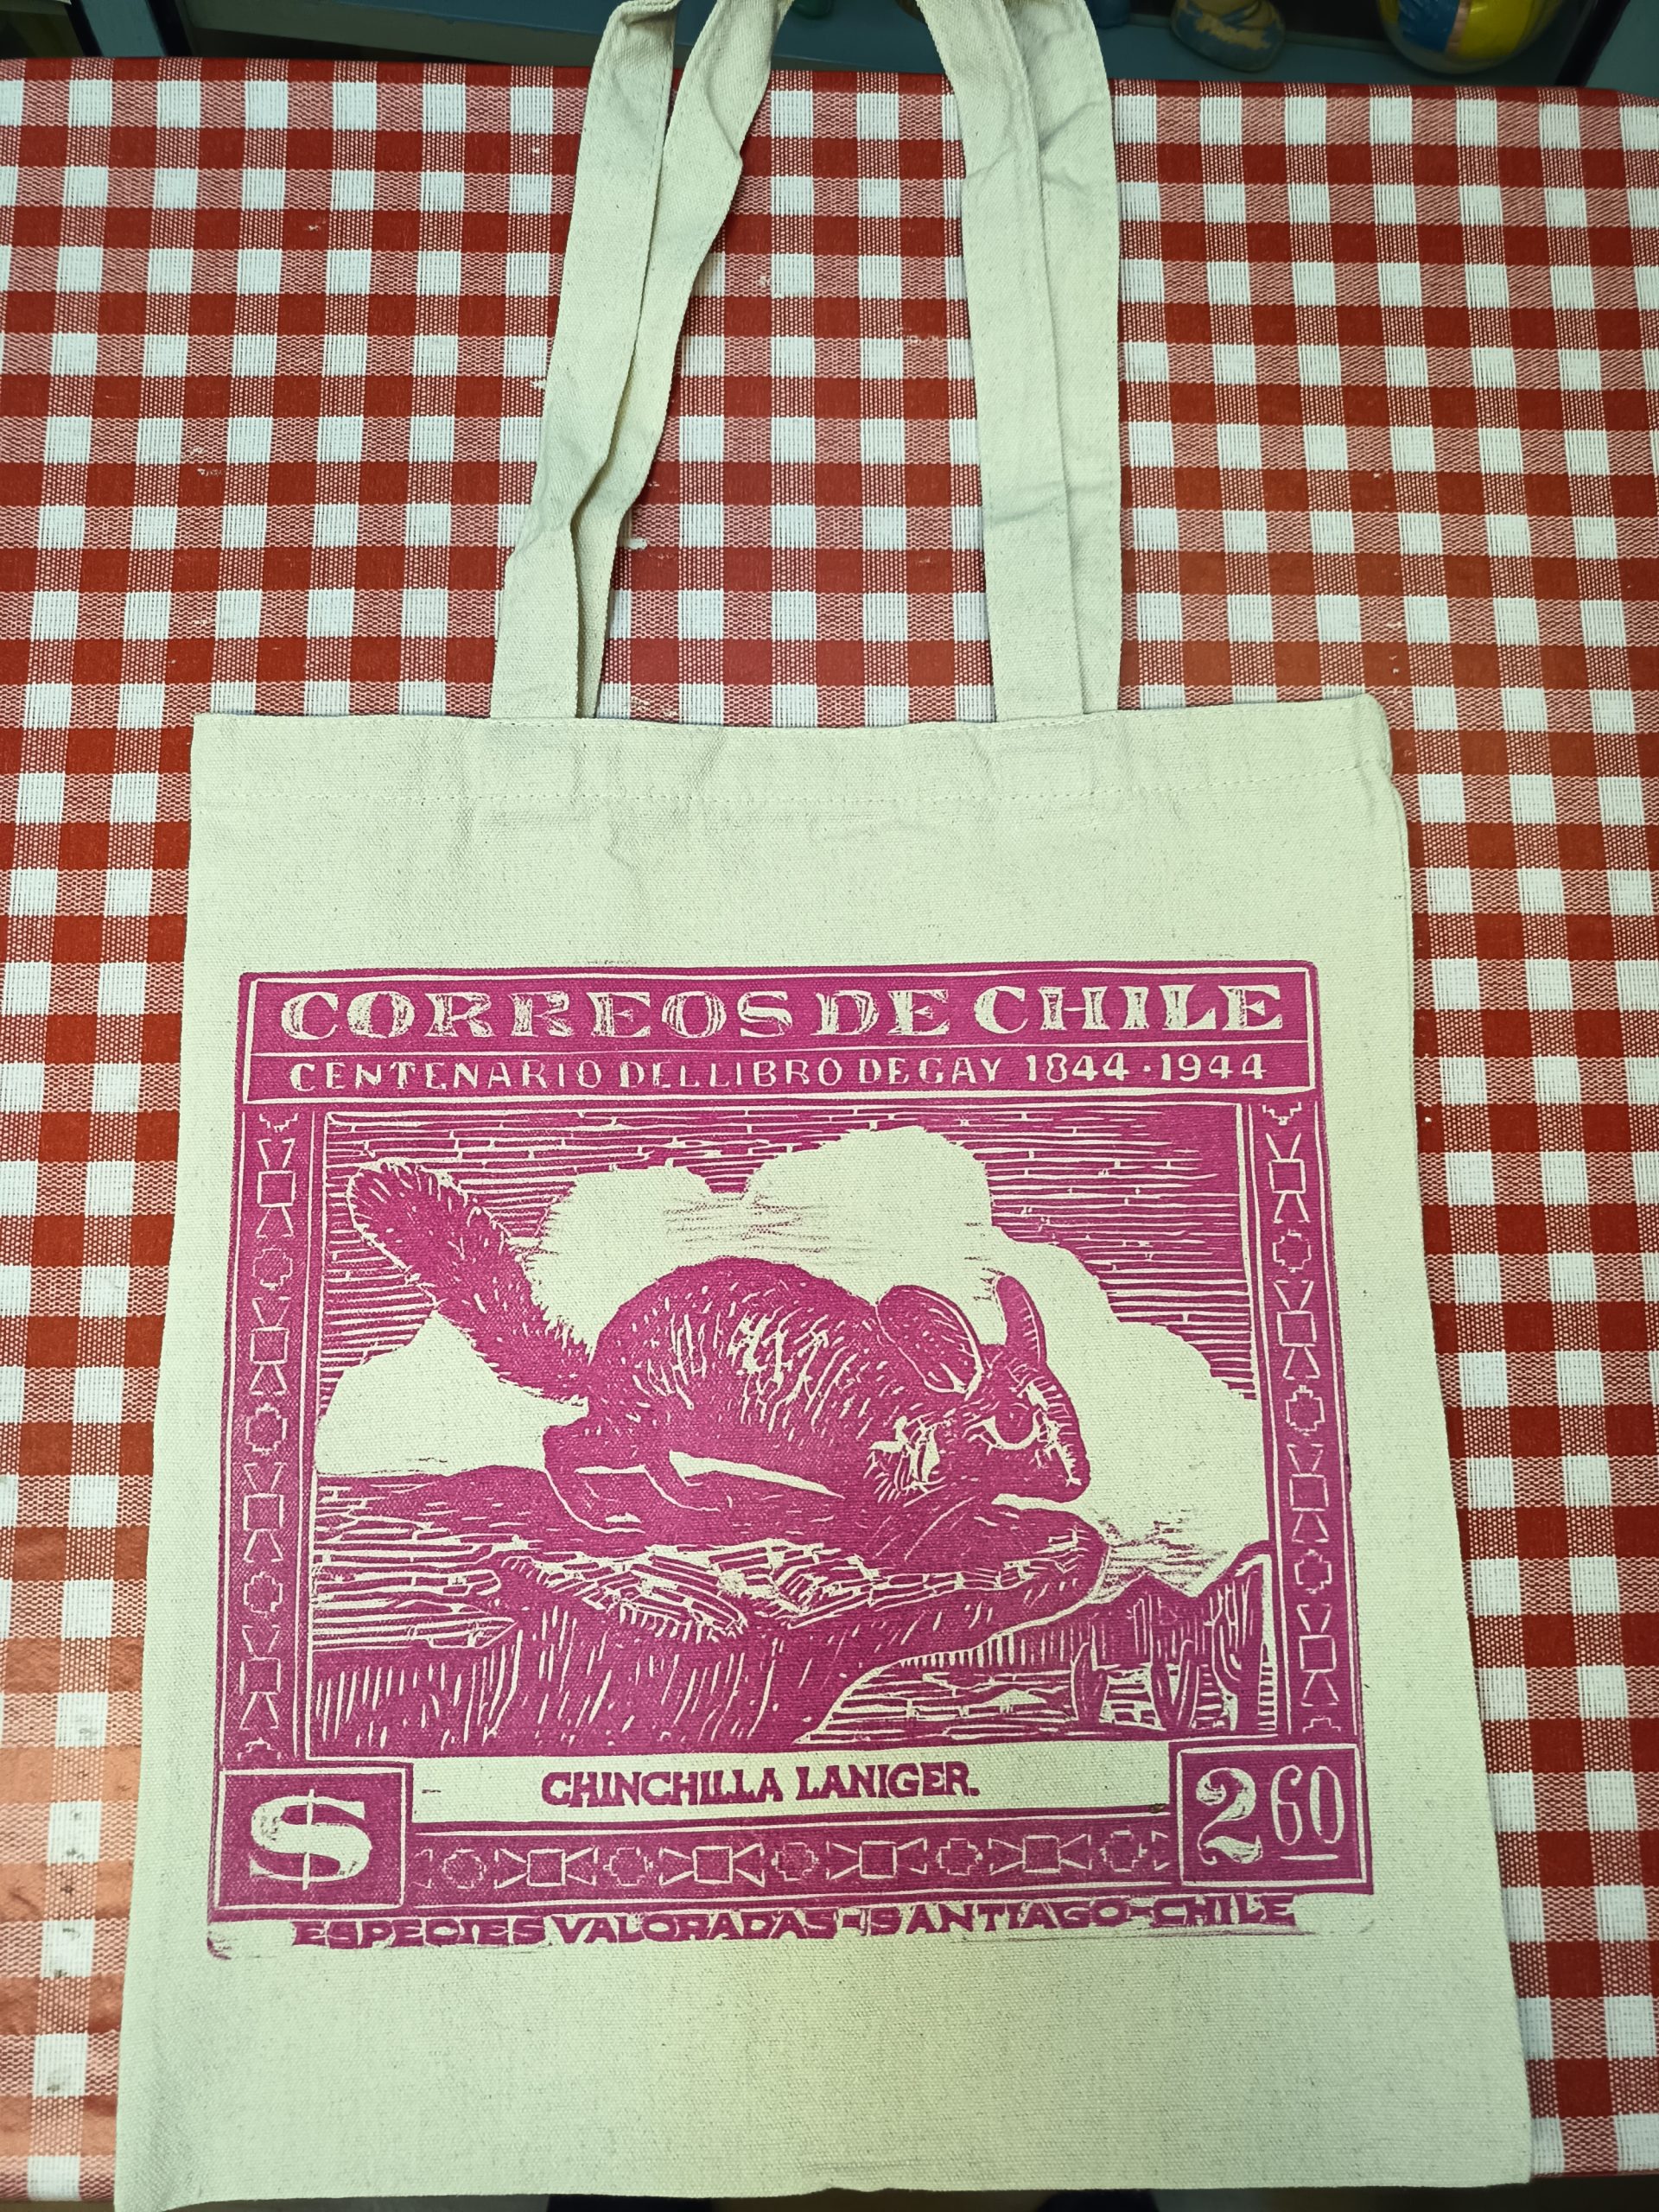 CORREOS DE CHILE
CENTENARIO DEL LIBRO DE GAY 1844 · 1944
CHINCHILLA LANIGER.
$ 2 60
ESPECIES VALORADAS - SANTIAGO - CHILE